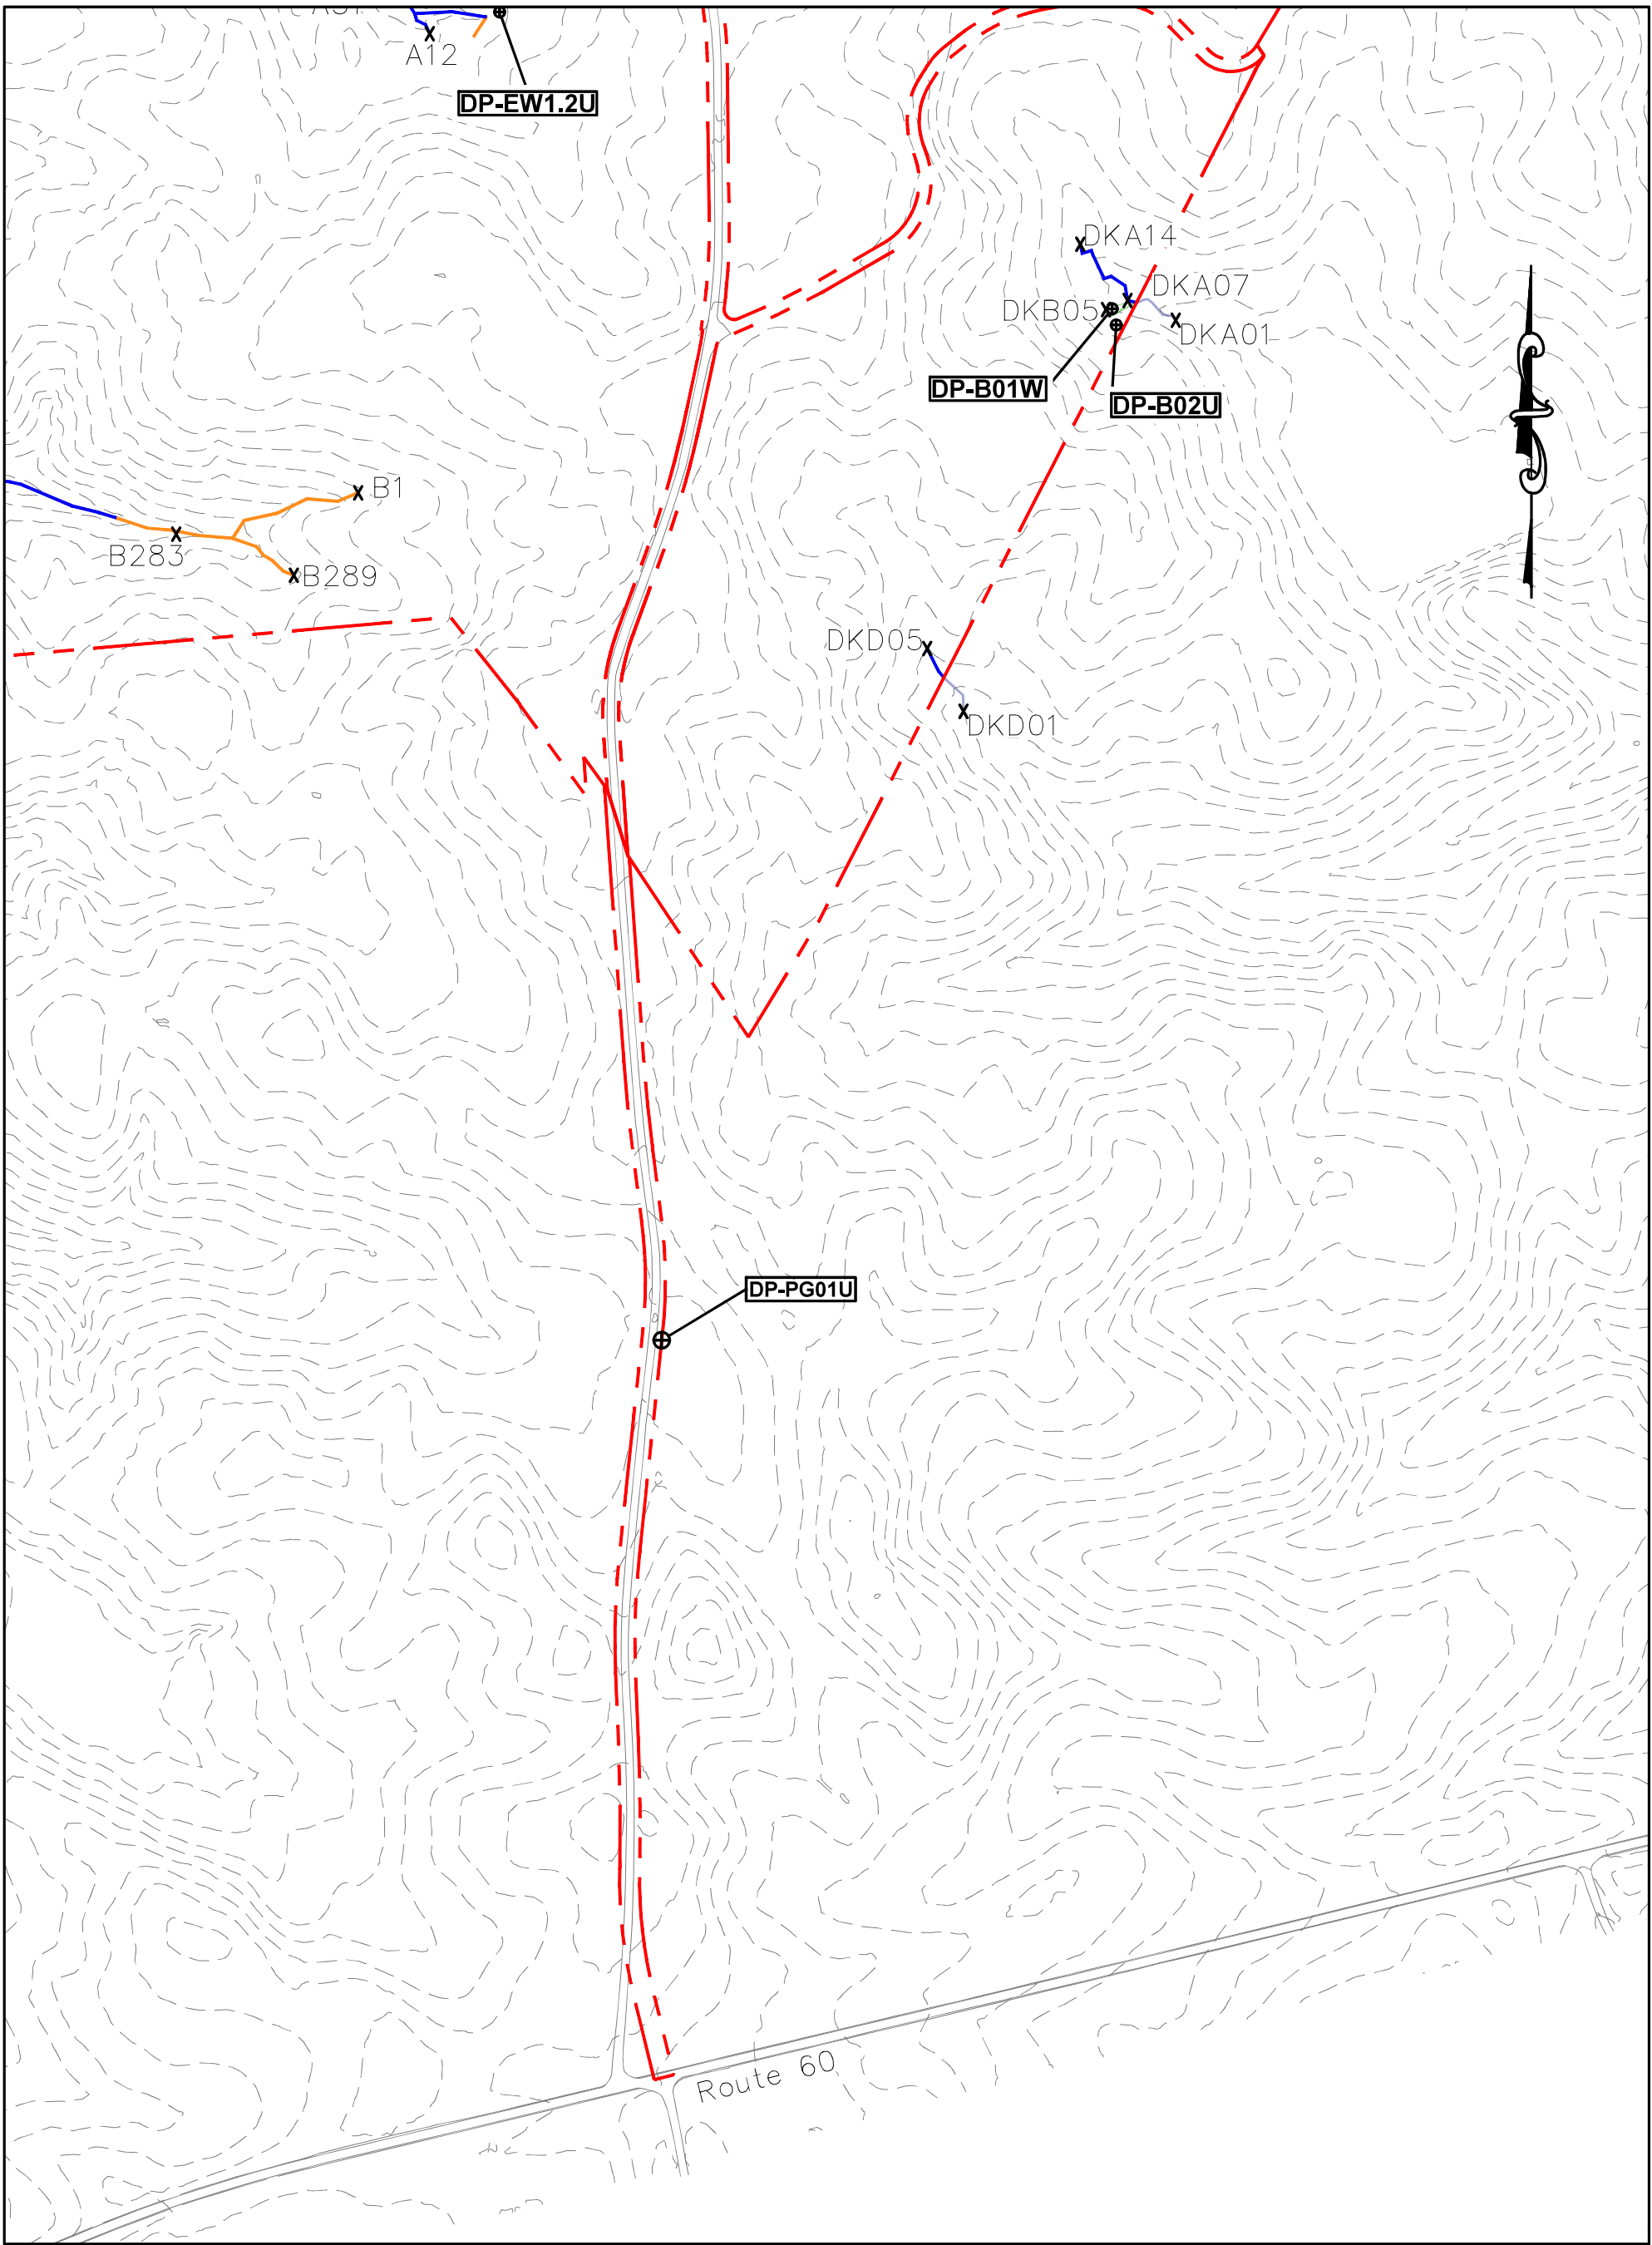 A12
DP-EW1.2U
DKA14
DKA07
DKB05
DKA01
DP-B01W
DP-B02U
B1
B283
B289
DKD05
DKD01
DP-PG01U
Route 60